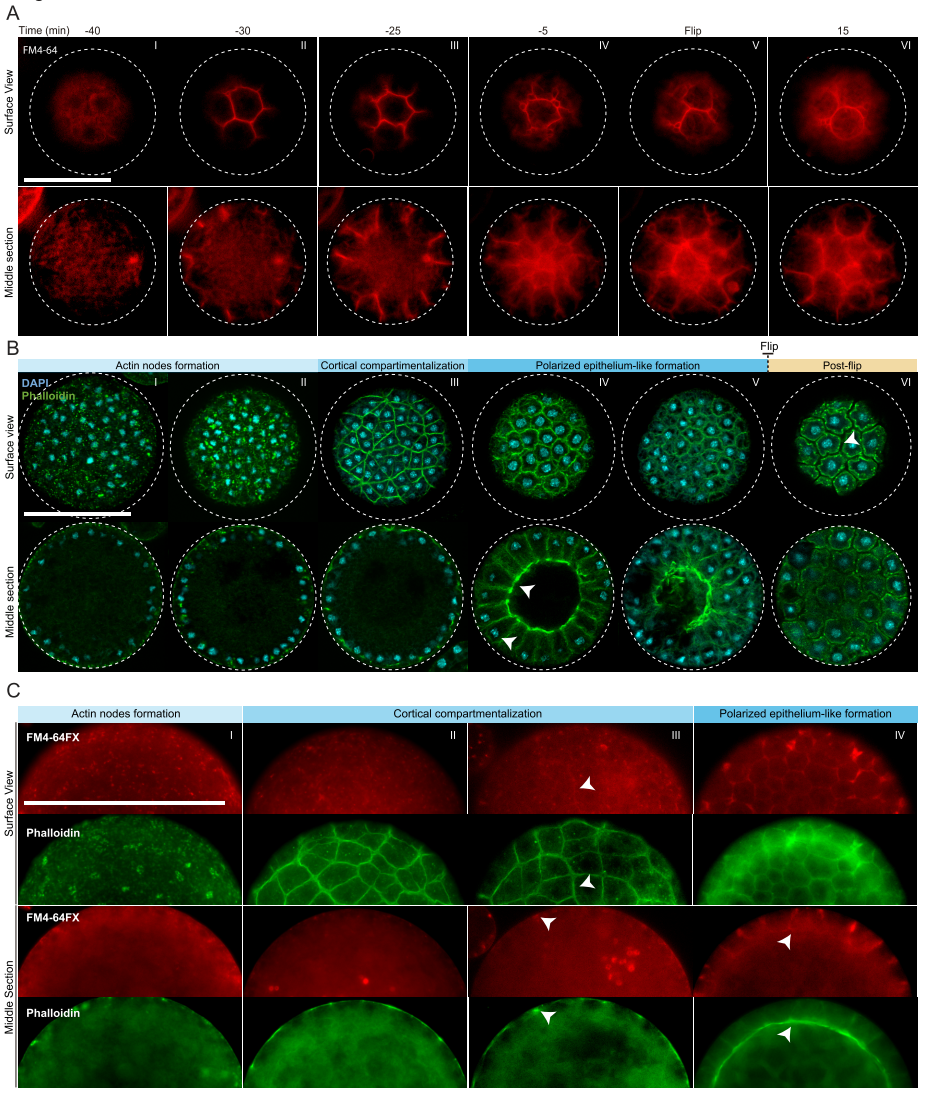 A
Time (min) -40 -30 -25 -5 Flip 15
FM4-64 I II III IV V VI
Surface View
Middle section
B
Flip
Actin nodes formation Cortical compartmentalization Polarized epithelium-like formation Post-flip
DAPI I II III IV V VI
Phalloidin
Surface view
Middle section
C
Actin nodes formation Cortical compartmentalization Polarized epithelium-like formation
FM4-64FX I II III IV
Surface View
Phalloidin
FM4-64FX
Middle Section
Phalloidin